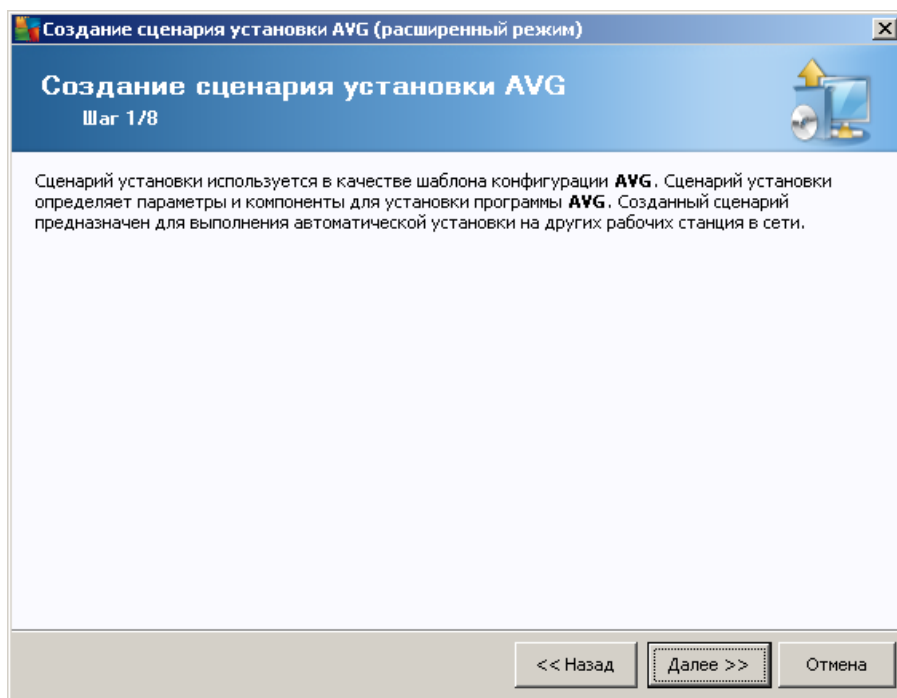 Создание сценария установки AVG (расширенный режим)
Создание сценария установки AVG
Шаг 1/8
Сценарий установки используется в качестве шаблона конфигурации AVG. Сценарий установки
определяет параметры и компоненты для установки программы AVG. Созданный сценарий
предназначен для выполнения автоматической установки на других рабочих станция в сети.
<< Назад
Далее >>
Отмена